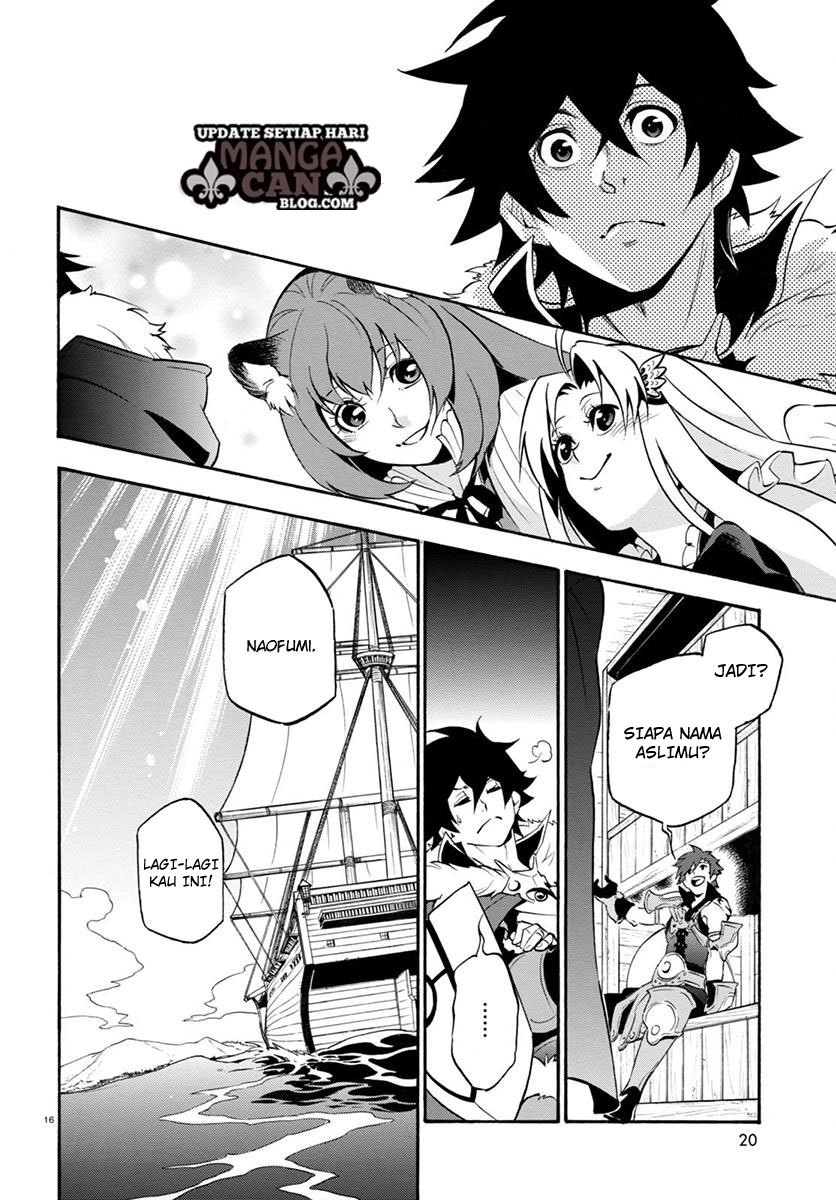 UPDATE SETIAP HARI
MANGA
CAN
BLOG.COM
JADI?
SIAPA NAMA
ASLIMU?
........
NAOFUMI.
LAGI-LAGI
KAU INI!
16
20